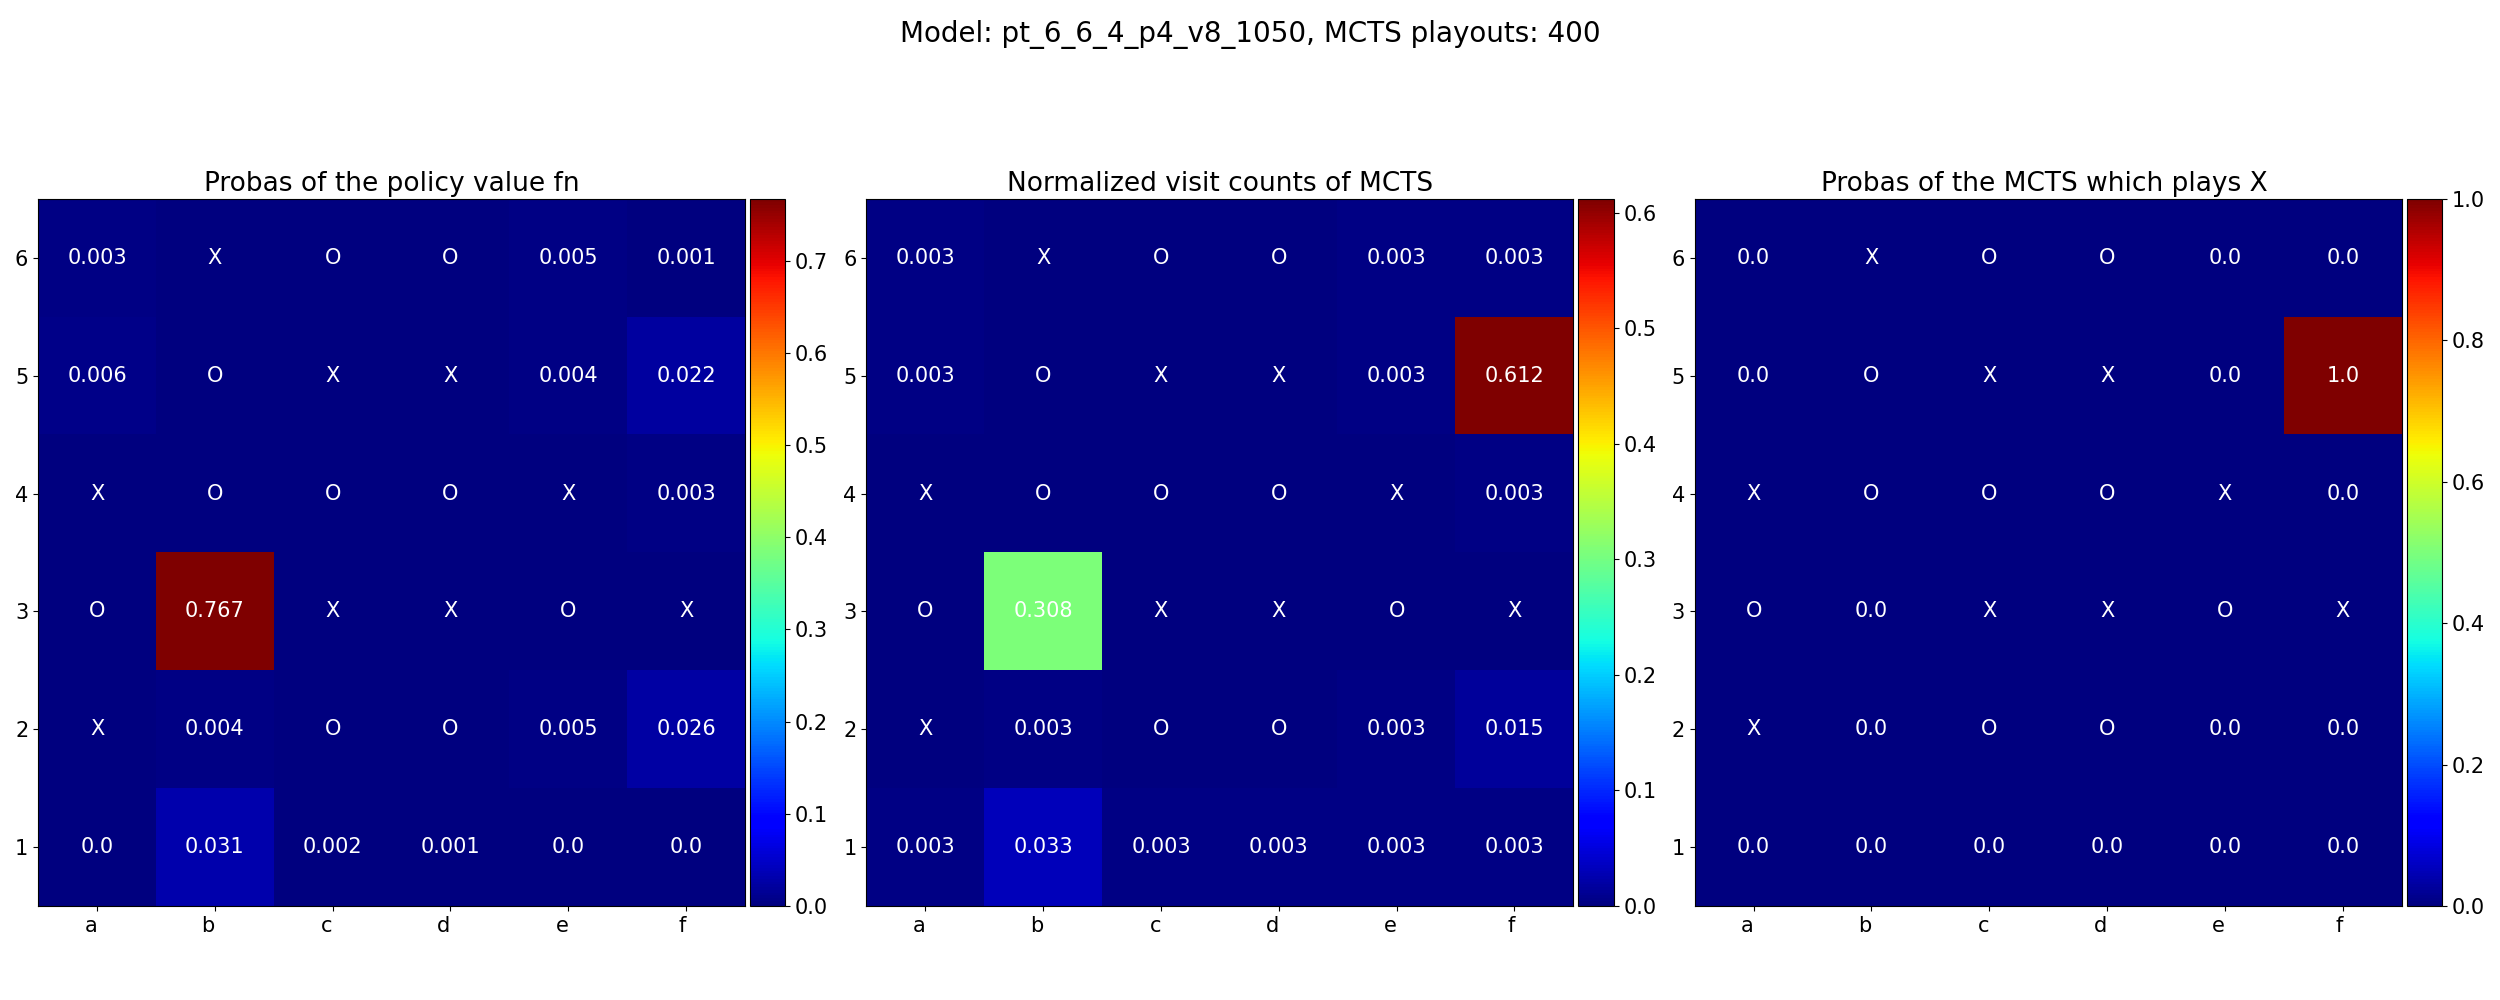 Model: pt_6_6_4_p4_v8_1050, MCTS playouts: 400
Probas of the policy value fn
6 0.003 X O O 0.005 0.001
5 0.006 O X X 0.004 0.022
4 X O O O X 0.003
3 O 0.767 X X O X
2 X 0.004 O O 0.005 0.026
1 0.0 0.031 0.002 0.001 0.0 0.0
a b c d e f
0.7
0.6
0.5
0.4
0.3
0.2
0.1
0.0
Normalized visit counts of MCTS
6 0.003 X O O 0.003 0.003
5 0.003 O X X 0.003 0.612
4 X O O O X 0.003
3 O 0.308 X X O X
2 X 0.003 O O 0.003 0.015
1 0.003 0.033 0.003 0.003 0.003 0.003
a b c d e f
0.6
0.5
0.4
0.3
0.2
0.1
0.0
Probas of the MCTS which plays X
6 0.0 X O O 0.0 0.0
5 0.0 O X X 0.0 1.0
4 X O O O X 0.0
3 O 0.0 X X O X
2 X 0.0 O O 0.0 0.0
1 0.0 0.0 0.0 0.0 0.0 0.0
a b c d e f
1.0
0.8
0.6
0.4
0.2
0.0